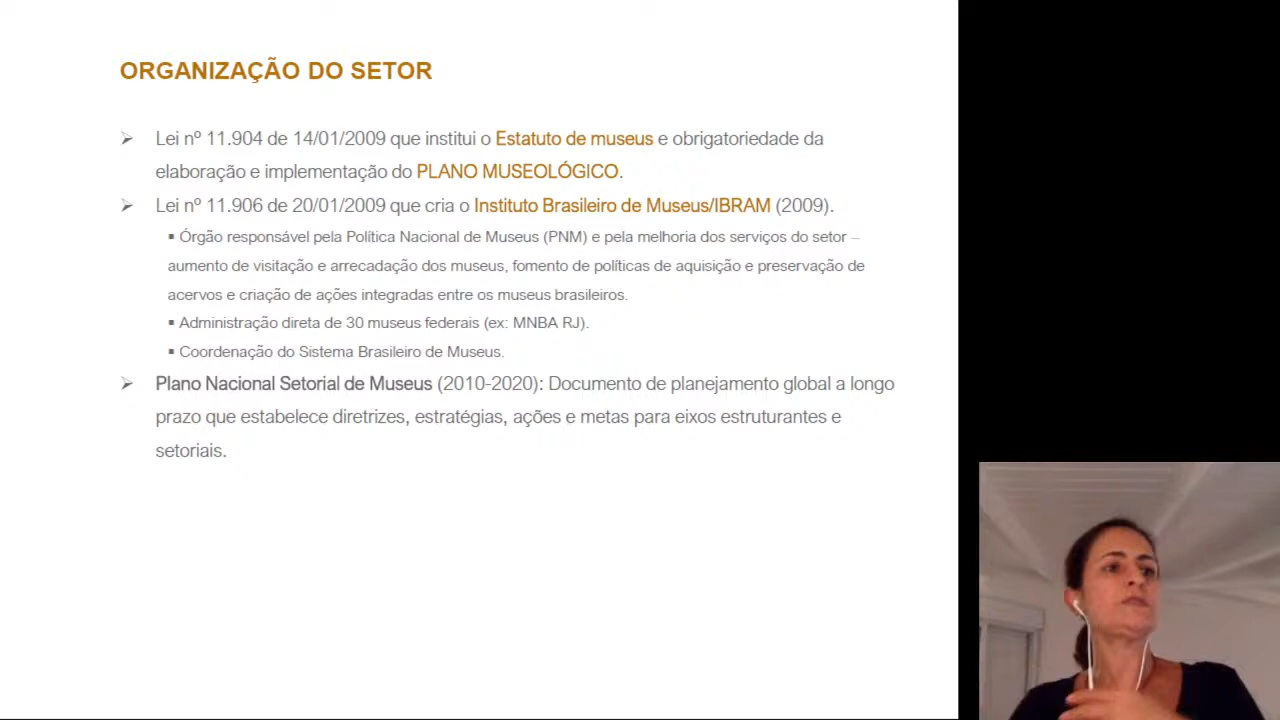 ORGANIZAÇÃO DO SETOR
➢ Lei nº 11.904 de 14/01/2009 que institui o Estatuto de museus e obrigatoriedade da
elaboração e implementação do PLANO MUSEOLÓGICO.
➢ Lei nº 11.906 de 20/01/2009 que cria o Instituto Brasileiro de Museus/IBRAM (2009).
▪ Órgão responsável pela Política Nacional de Museus (PNM) e pela melhoria dos serviços do setor –
aumento de visitação e arrecadação dos museus, fomento de políticas de aquisição e preservação de
acervos e criação de ações integradas entre os museus brasileiros.
▪ Administração direta de 30 museus federais (ex: MNBA RJ).
▪ Coordenação do Sistema Brasileiro de Museus.
➢ Plano Nacional Setorial de Museus (2010-2020): Documento de planejamento global a longo
prazo que estabelece diretrizes, estratégias, ações e metas para eixos estruturantes e
setoriais.